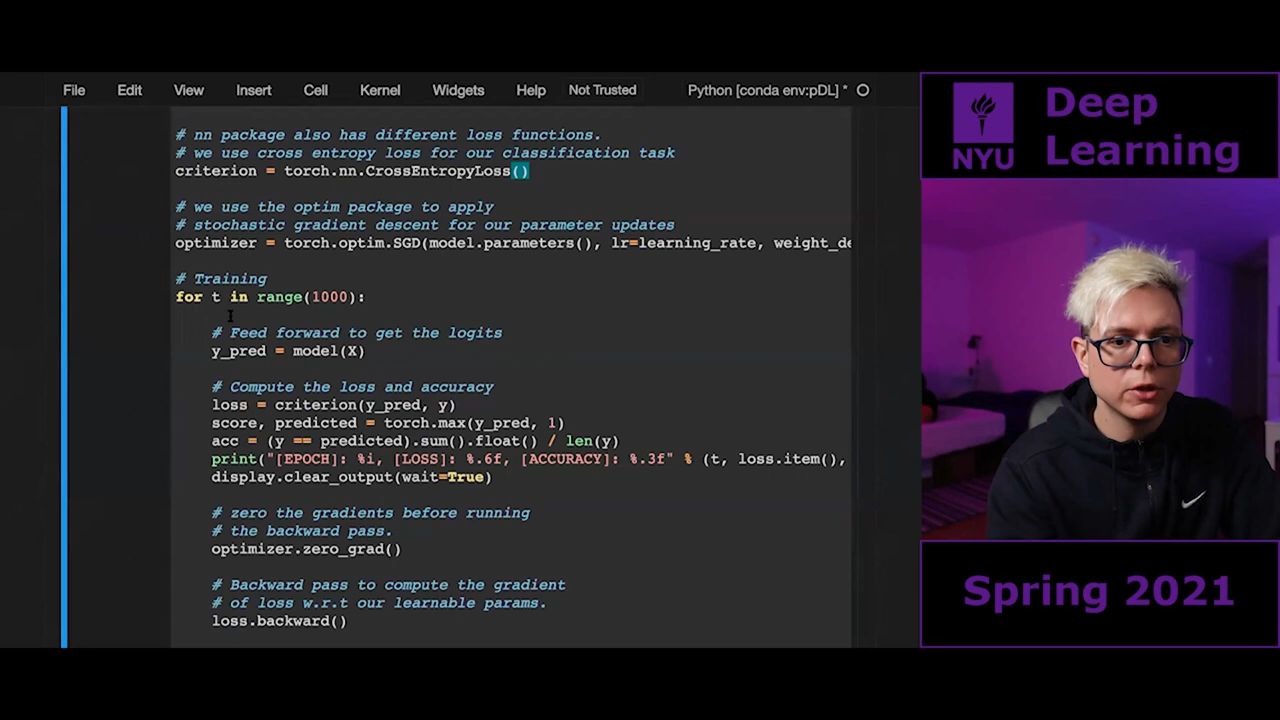 File Edit View Insert Cell Kernel Widgets Help Not Trusted Python [conda env:pDL] *
# nn package also has different loss functions.
# we use cross entropy loss for our classification task
criterion = torch.nn.CrossEntropyLoss()
# we use the optim package to apply
# stochastic gradient descent for our parameter updates
optimizer = torch.optim.SGD(model.parameters(), lr=learning_rate, weight_de
# Training
for t in range(1000):
# Feed forward to get the logits
y_pred = model(X)
# Compute the loss and accuracy
loss = criterion(y_pred, y)
score, predicted = torch.max(y_pred, 1)
acc = (y == predicted).sum().float() / len(y)
print("[EPOCH]: %i, [LOSS]: %.6f, [ACCURACY]: %.3f" % (t, loss.item(),
display.clear_output(wait=True)
# zero the gradients before running
# the backward pass.
optimizer.zero_grad()
# Backward pass to compute the gradient
# of loss w.r.t our learnable params.
loss.backward()
NYU
Deep
Learning
Spring 2021